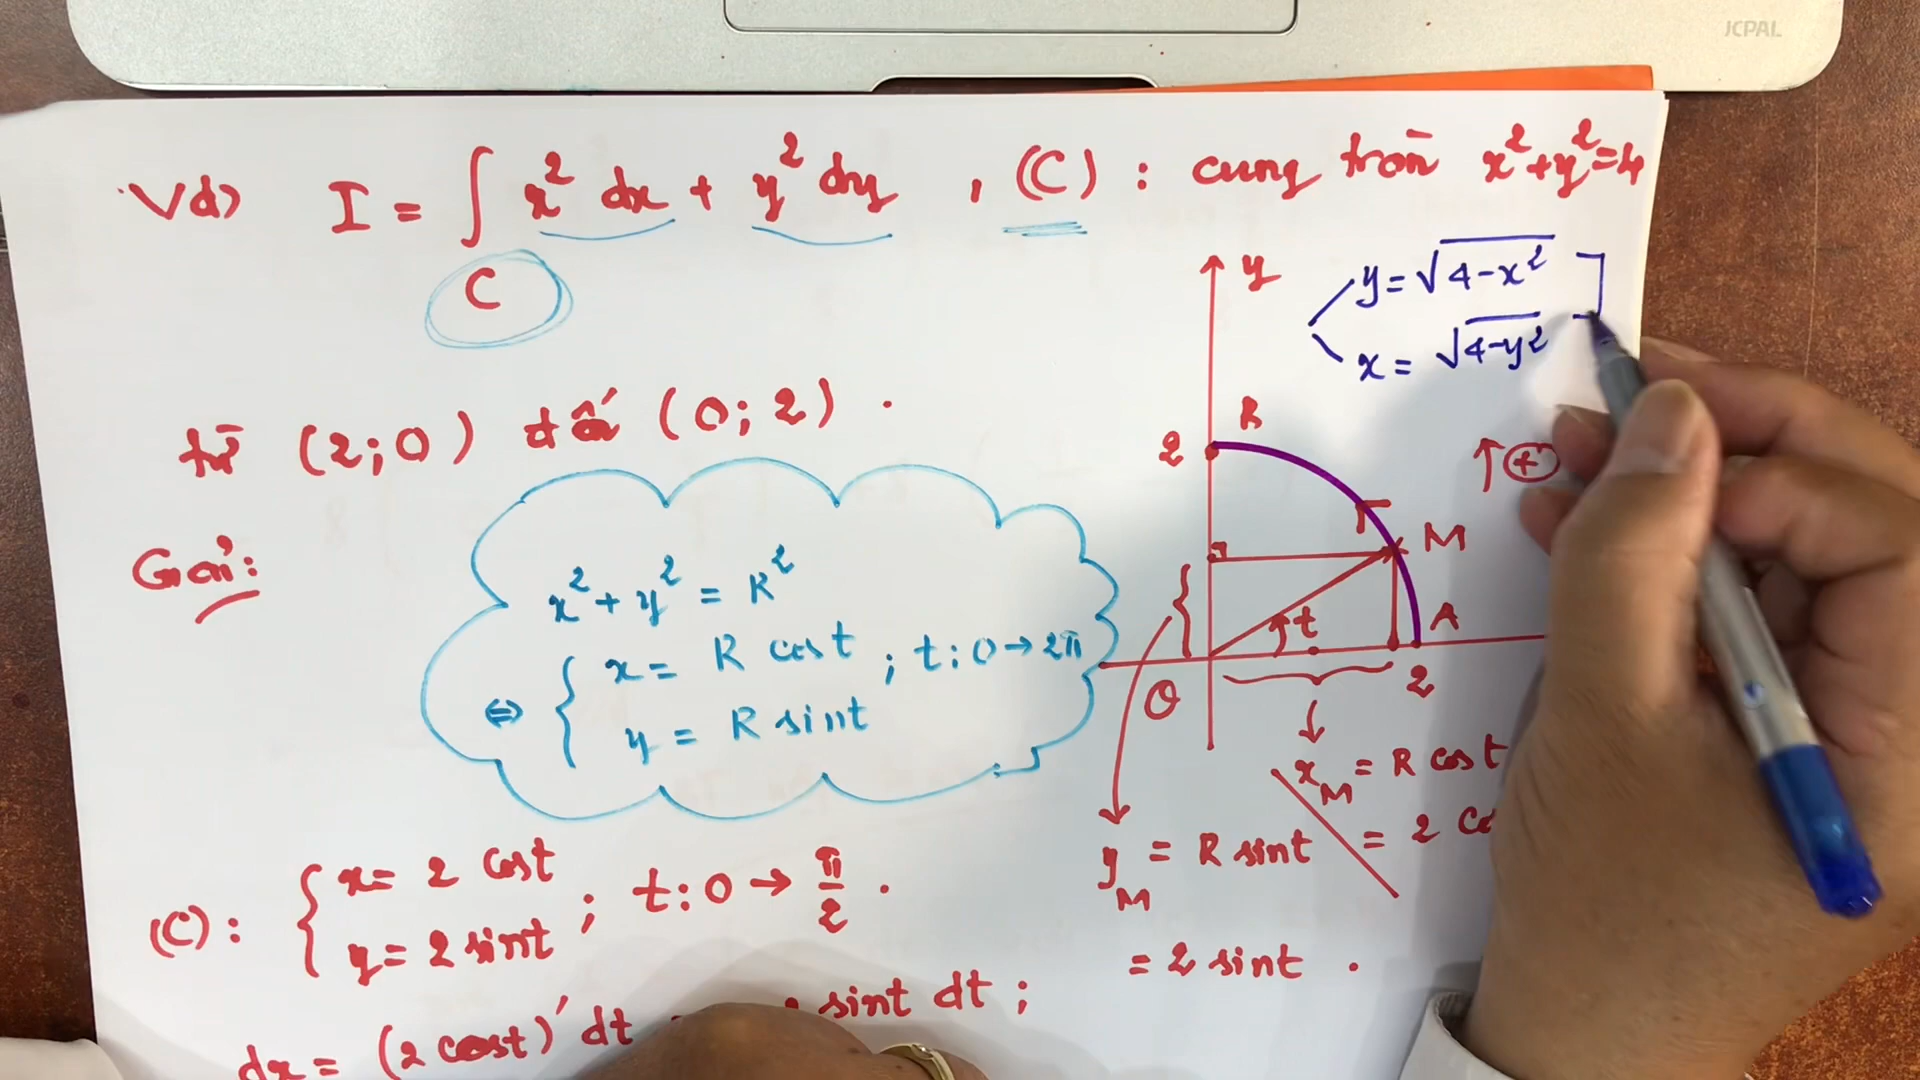 JCPAL
Vd) I = ∫ x² dx + y² dy , (C) : cung tròn x²+y²=4
C
y
y = √4-x²
x = √4-y²
từ (2;0) đến (0;2) .
B
2
↑ (+)
M
Giải:
x² + y² = R²
⇔ { x = R cost ; t: 0 → 2π
y = R sint
t
A
O
2
x_M = R cost
= 2
y_M = R sint
= 2 sint .
(C): { x = 2 cost ; t: 0 → π/2 .
y = 2 sint
dx = (2 cost)' dt sint dt ;